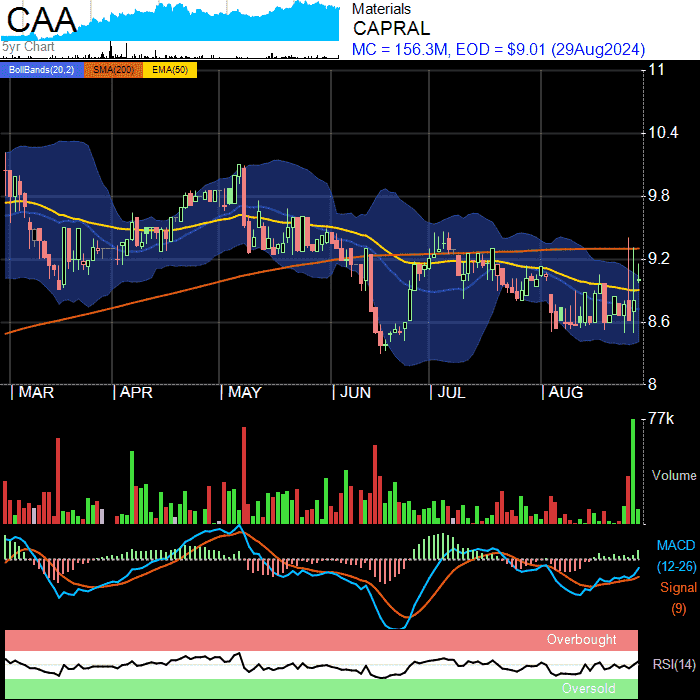 CAA
5yr Chart
Materials
CAPRAL
MC = 156.3M, EOD = $9.01 (29Aug2024)
BollBands(20,2) SMA(200) EMA(50)
11
10.4
9.8
9.2
8.6
8
MAR APR MAY JUN JUL AUG
77k
Volume
MACD
(12-26)
Signal
(9)
Overbought
RSI(14)
Oversold